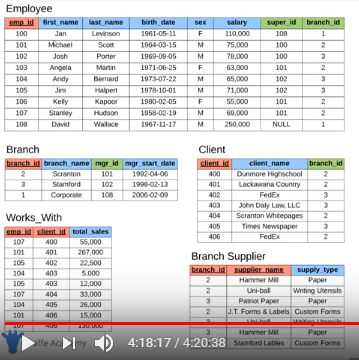 Employee
emp_id first_name last_name birth_date sex salary super_id branch_id
100 Jan Levinson 1961-05-11 F 110,000 108 1
101 Michael Scott 1964-03-15 M 75,000 100 2
102 Josh Porter 1969-09-05 M 78,000 100 3
103 Angela Martin 1971-06-25 F 63,000 101 2
104 Andy Bernard 1973-07-22 M 65,000 102 3
105 Jim Halpert 1978-10-01 M 71,000 102 3
106 Kelly Kapoor 1980-02-05 F 55,000 101 2
107 Stanley Hudson 1958-02-19 M 69,000 101 2
108 David Wallace 1967-11-17 M 250,000 NULL 1
Branch
branch_id branch_name mgr_id mgr_start_date
2 Scranton 101 1992-04-06
3 Stamford 102 1998-02-13
1 Corporate 108 2006-02-09
Client
client_id client_name branch_id
400 Dunmore Highschool 2
401 Lackawana Country 2
402 FedEx 3
403 John Daly Law, LLC 3
404 Scranton Whitepages 2
405 Times Newspaper 3
406 FedEx 2
Works_With
emp_id client_id total_sales
107 400 55,000
101 401 267,000
105 402 22,500
104 403 5,000
105 403 12,000
107 404 33,000
104 405 26,000
101 406 15,000
107 406
Branch Supplier
branch_id supplier_name supply_type
2 Hammer Mill Paper
2 Uni-ball Writing Utensils
3 Patriot Paper Paper
2 J.T. Forms & Labels Custom Forms
3 Uni-ball Writing Utensils
3 Hammer Mill Paper
3 Stamford Lables Custom Forms
4:18:17 / 4:20:38